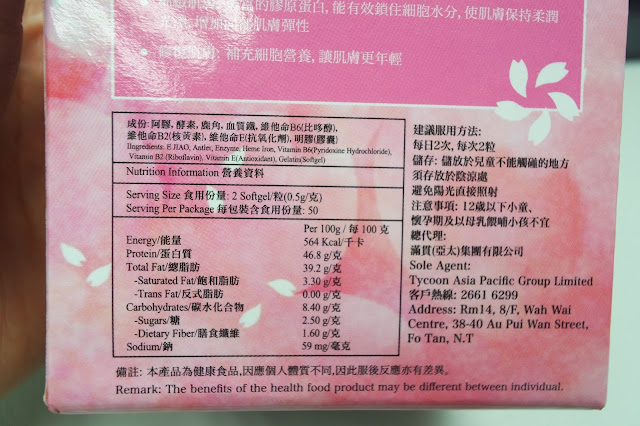 的膠原蛋白,能有效鎖住細胞水分,使肌膚保持柔潤
肌膚彈性
補充細胞營養,讓肌膚更年輕
成份:阿膠,酵素,鹿角,血質鐵,維他命B6(比哆醇),
維他命B2(核黃素),維他命E(抗氧化劑),明膠(膠囊)
IIngredients: E JIAO, Antler, Enzyme, Heme Iron, Vitamin B6(Pyridoxine Hydrochloride),
Vitamin B2 (Riboflavin), Vitamin E(Antioxidant), Gelatin(Softgel)
Nutrition Information 營養資料
Serving Size 食用份量: 2 Softgel/粒(0.5g/克)
Serving Per Package 每包裝含食用份量: 50
Per 100g / 每 100 克
Energy/能量 564 Kcal/千卡
Protein/蛋白質 46.8 g/克
Total Fat/總脂肪 39.2 g/克
-Saturated Fat/飽和脂肪 3.30 g/克
-Trans Fat/反式脂肪 0.00 g/克
Carbohydrates/碳水化合物 8.40 g/克
-Sugars/糖 2.50 g/克
-Dietary Fiber/膳食纖維 1.60 g/克
Sodium/鈉 59 mg/毫克
建議服用方法:
每日2次, 每次2粒
儲存: 儲放於兒童不能觸碰的地方
須存放於陰涼處
避免陽光直接照射
注意事項: 12歲以下小童、
懷孕期及以母乳餵哺小孩不宜
總代理:
滿貫(亞太)集團有限公司
Sole Agent:
Tycoon Asia Pacific Group Limited
客戶熱線: 2661 6299
Address: Rm14, 8/F, Wah Wai
Centre, 38-40 Au Pui Wan Street,
Fo Tan, N.T
備註: 本產品為健康食品,因應個人體質不同,因此服後反應亦有差異.
Remark: The benefits of the health food product may be different between individual.